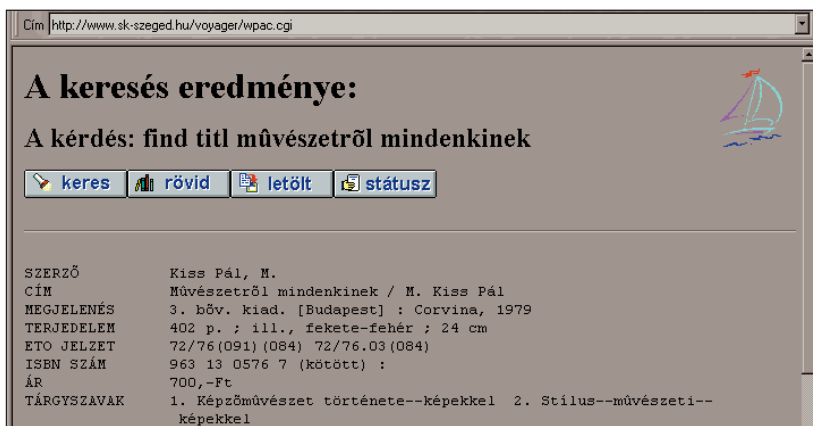 Cím http://www.sk-szeged.hu/voyager/wpac.cgi
A keresés eredménye:
A kérdés: find titl mûvészetrõl mindenkinek
keres rövid letölt státusz
SZERZÕ Kiss Pál, M.
CÍM Mûvészetrõl mindenkinek / M. Kiss Pál
MEGJELENÉS 3. bõv. kiad. [Budapest] : Corvina, 1979
TERJEDELEM 402 p. ; ill., fekete-fehér ; 24 cm
ETO JELZET 72/76(091)(084) 72/76.03(084)
ISBN SZÁM 963 13 0576 7 (kötött) :
ÁR 700,-Ft
TÁRGYSZAVAK 1. Képzõmûvészet története--képekkel 2. Stílus--mûvészeti--
képekkel